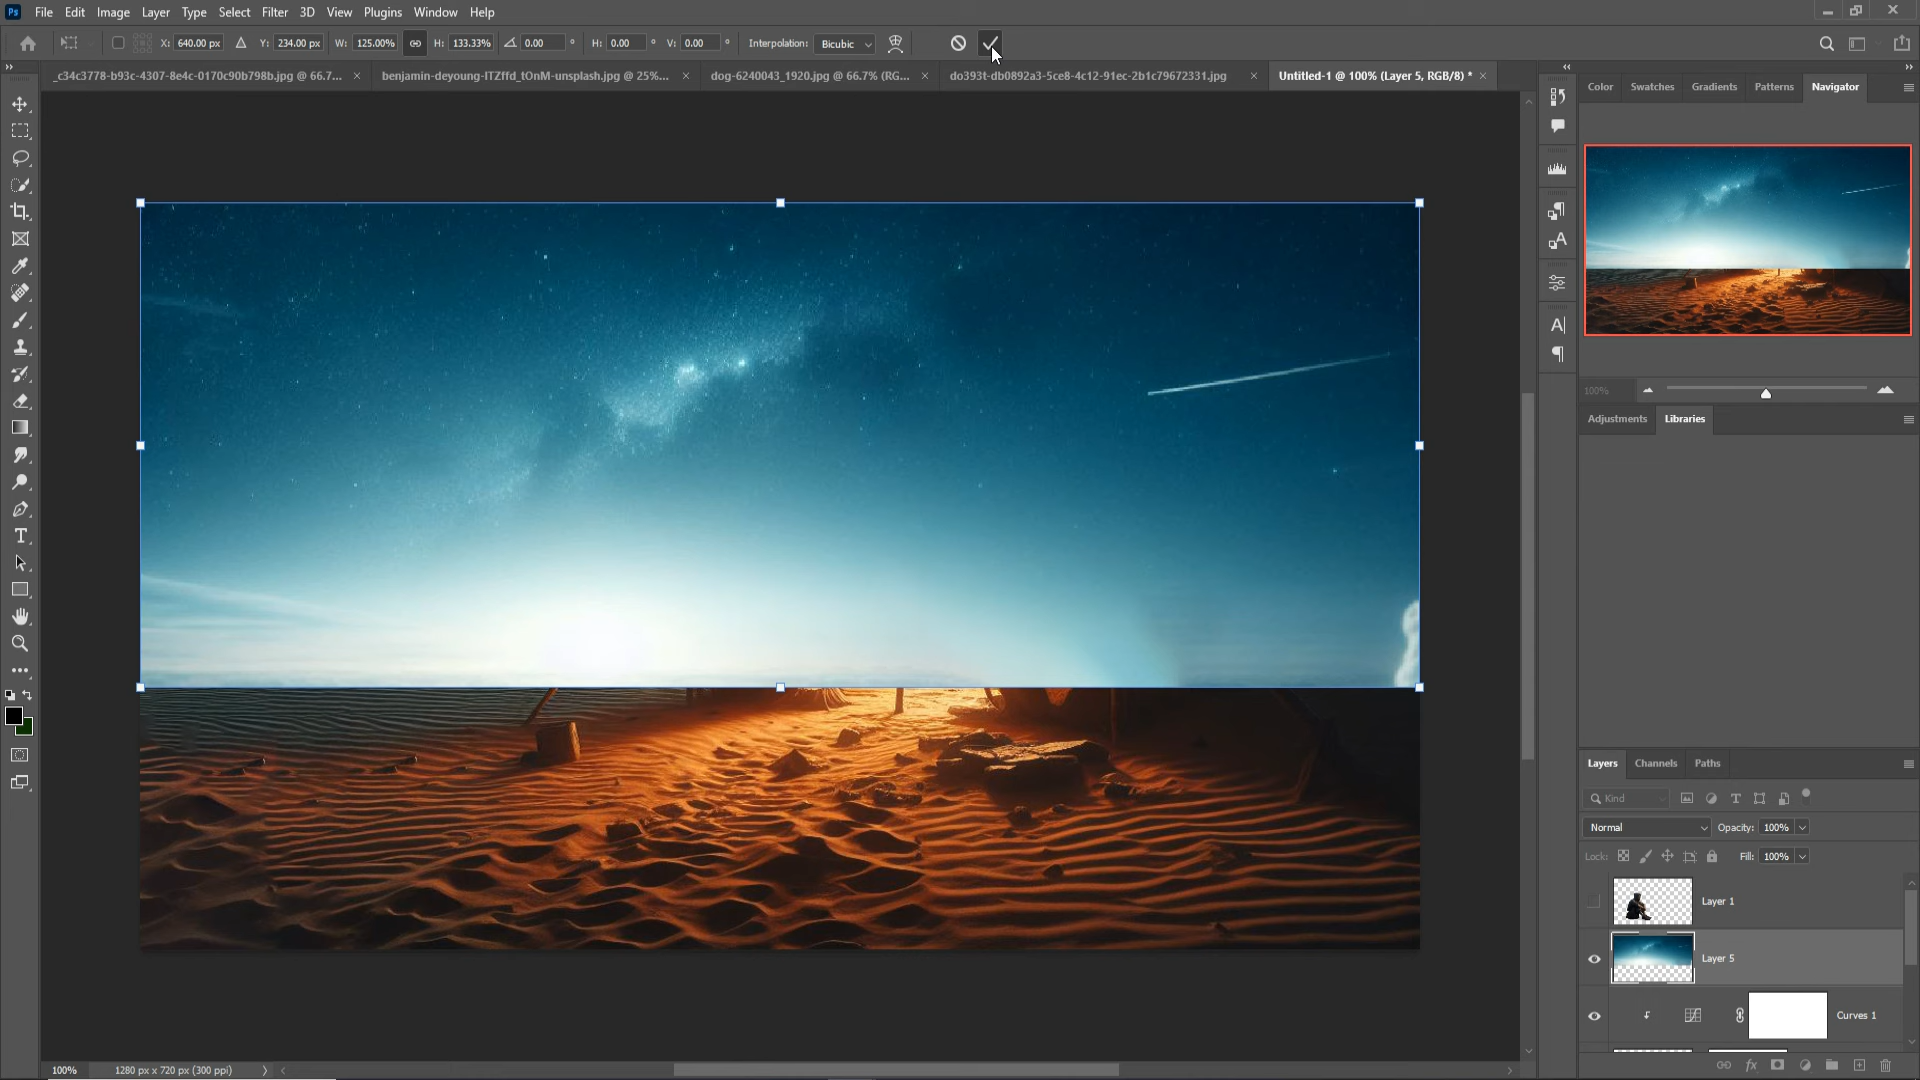 Ps File Edit Image Layer Type Select Filter 3D View Plugins Window Help
X: 640.00 px Y: 234.00 px W: 125.00% H: 133.33% 0.00 ° H: 0.00 ° V: 0.00 ° Interpolation: Bicubic
_c34c3778-b93c-4307-8e4c-0170c90b798b.jpg @ 66.7... × benjamin-deyoung-ITZffd_tOnM-unsplash.jpg @ 25%... × dog-6240043_1920.jpg @ 66.7% (RG... × do393t-db0892a3-5ce8-4c12-91ec-2b1c79672331.jpg × Untitled-1 @ 100% (Layer 5, RGB/8) * ×
Color Swatches Gradients Patterns Navigator
100%
Adjustments Libraries
Layers Channels Paths
Kind
Normal Opacity: 100%
Lock: Fill: 100%
Layer 1
Layer 5
Curves 1
100% 1280 px x 720 px (300 ppi)